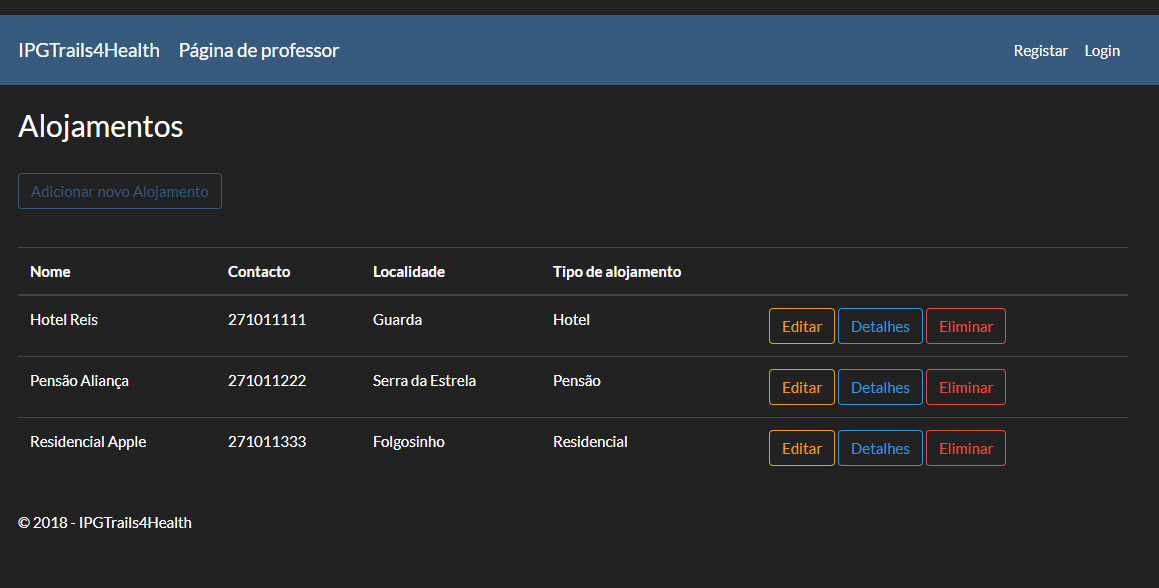 IPGTrails4Health Página de professor Registar Login
Alojamentos
Adicionar novo Alojamento
Nome Contacto Localidade Tipo de alojamento
Hotel Reis 271011111 Guarda Hotel Editar Detalhes Eliminar
Pensão Aliança 271011222 Serra da Estrela Pensão Editar Detalhes Eliminar
Residencial Apple 271011333 Folgosinho Residencial Editar Detalhes Eliminar
© 2018 - IPGTrails4Health